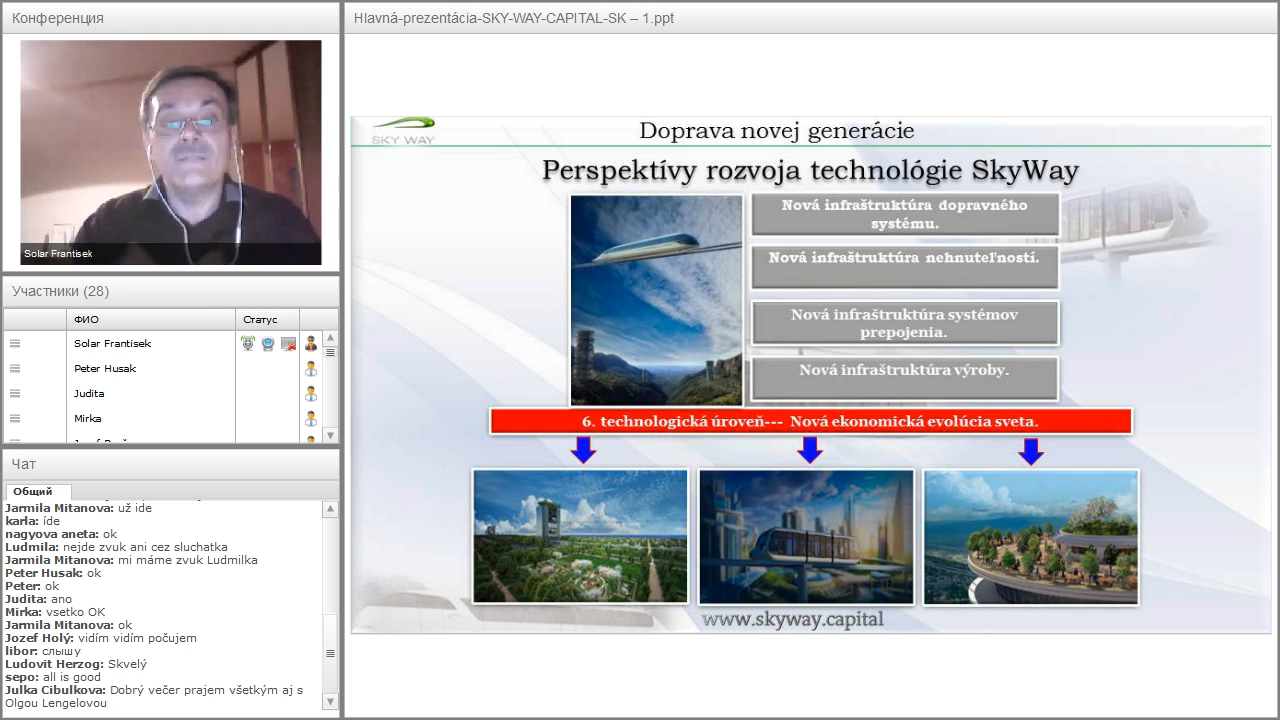 Конференция
Solar Frantisek
Участники (28)
ФИО
Статус
Solar Frantisek
Peter Husak
Judita
Mirka
Чат
Общий
Jarmila Mitanova: už ide
karla: íde
nagyova aneta: ok
Ludmila: nejde zvuk ani cez sluchatka
Jarmila Mitanova: mi máme zvuk Ludmilka
Peter Husak: ok
Peter: ok
Judita: ano
Mirka: vsetko OK
Jarmila Mitanova: ok
Jozef Holý: vidím vidím počujem
libor: слышу
Ludovit Herzog: Skvelý
sepo: all is good
Julka Cibulkova: Dobrý večer prajem všetkým aj s
Olgou Lengelovou
Hlavná-prezentácia-SKY-WAY-CAPITAL-SK – 1.ppt
SKY WAY
Doprava novej generácie
Perspektívy rozvoja technológie SkyWay
Nová infraštruktúra dopravného
systému.
Nová infraštruktúra nehnuteľností.
Nová infraštruktúra systémov
prepojenia.
Nová infraštruktúra výroby.
6. technologická úroveň--- Nová ekonomická evolúcia sveta.
www.skyway.capital